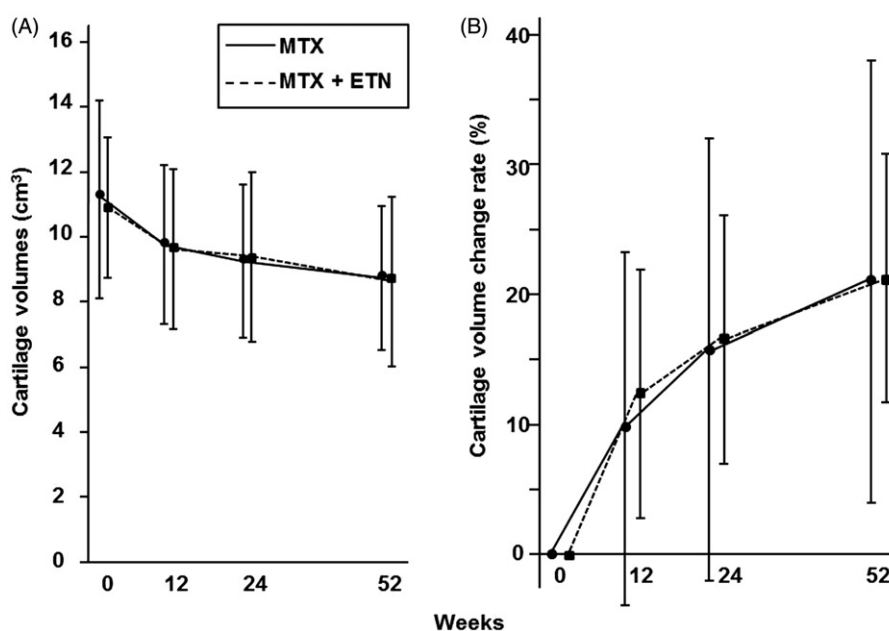 (A)
16
14
12
10
8
6
4
2
0
Cartilage volumes (cm³)
MTX
MTX + ETN
0 12 24 52
(B)
40
30
20
10
0
Cartilage volume change rate (%)
0 12 24 52
Weeks